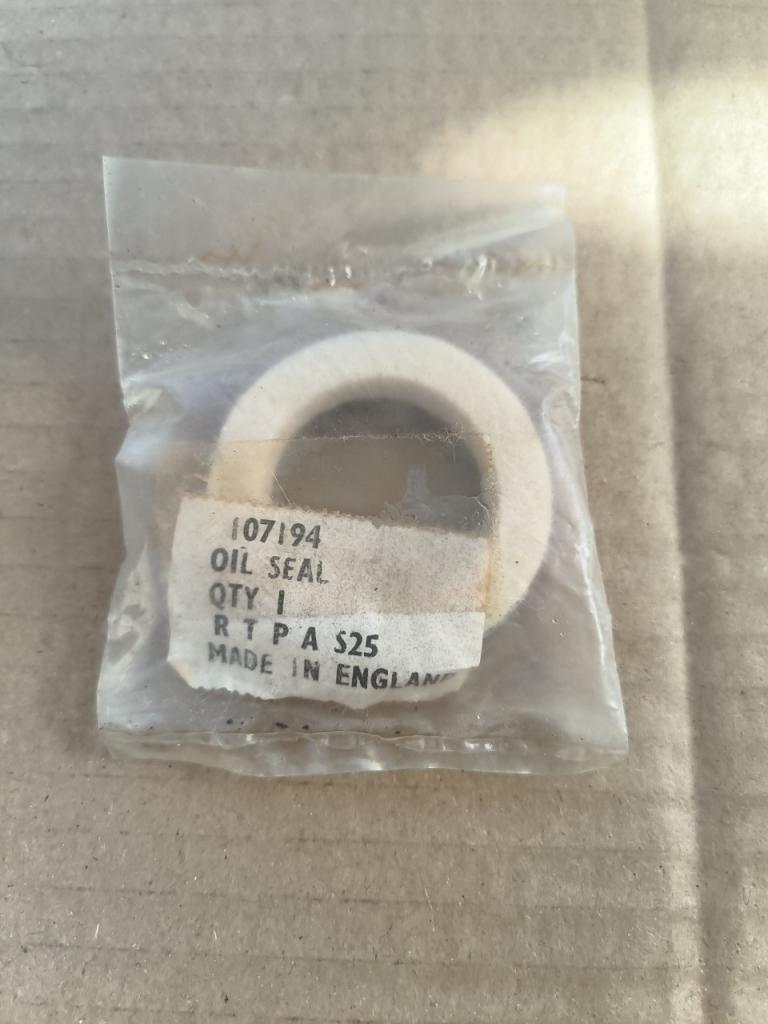 107194
OIL SEAL
QTY 1
R T P A S25
MADE IN ENGLAND